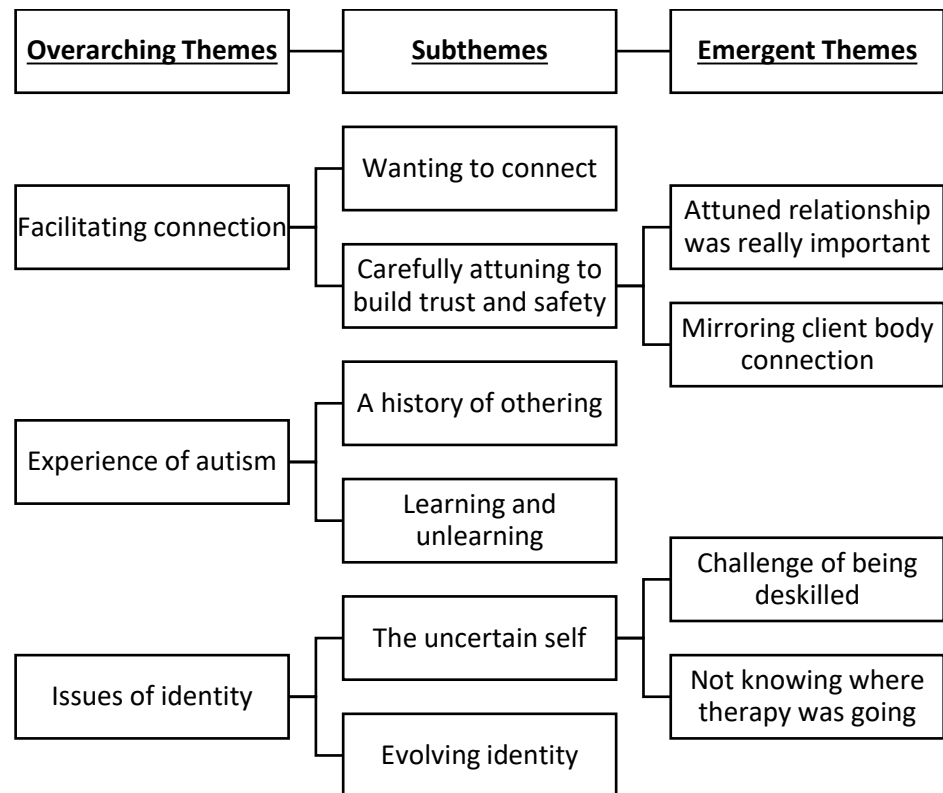 Overarching Themes
Subthemes
Emergent Themes
Facilitating connection
Wanting to connect
Carefully attuning to
build trust and safety
Attuned relationship
was really important
Mirroring client body
connection
Experience of autism
A history of othering
Learning and
unlearning
Issues of identity
The uncertain self
Challenge of being
deskilled
Not knowing where
therapy was going
Evolving identity